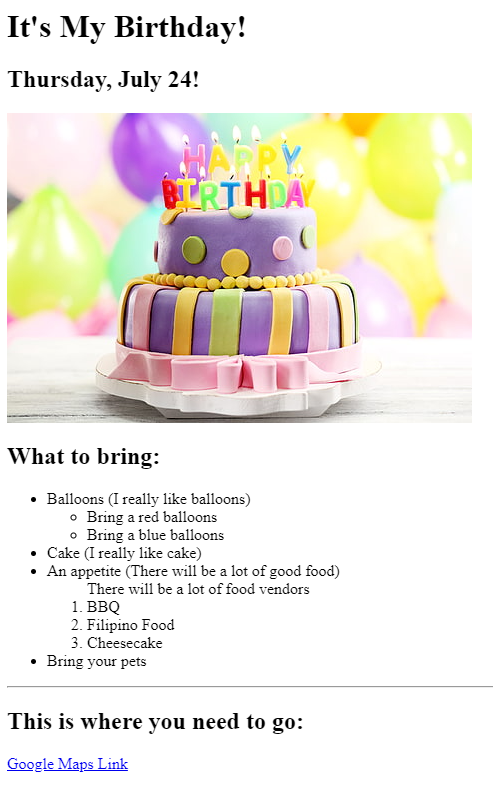 It's My Birthday!
Thursday, July 24!
HAPPY
BIRTHDAY
What to bring:
Balloons (I really like balloons)
Bring a red balloons
Bring a blue balloons
Cake (I really like cake)
An appetite (There will be a lot of good food)
There will be a lot of food vendors
1. BBQ
2. Filipino Food
3. Cheesecake
Bring your pets
This is where you need to go:
Google Maps Link